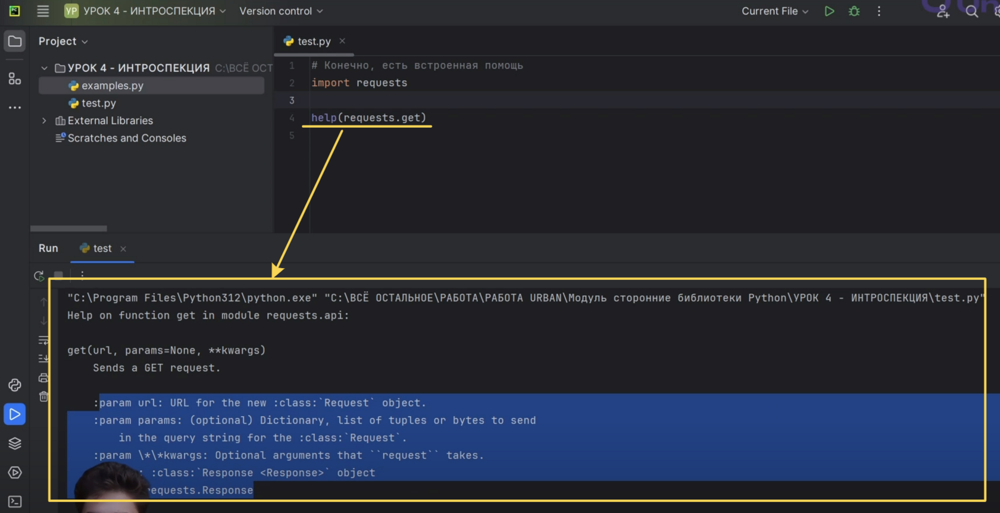 УР УРОК 4 - ИНТРОСПЕКЦИЯ Version control Current File
Project
test.py
УРОК 4 - ИНТРОСПЕКЦИЯ C:\ВСЁ ОСТ
examples.py
test.py
External Libraries
Scratches and Consoles
1 # Конечно, есть встроенная помощь
2 import requests
3
4 help(requests.get)
5
Run test
"C:\Program Files\Python312\python.exe" "C:\ВСЁ ОСТАЛЬНОЕ\РАБОТА\РАБОТА URBAN\Модуль сторонние библиотеки Python\УРОК 4 - ИНТРОСПЕКЦИЯ\test.py"
Help on function get in module requests.api:
get(url, params=None, **kwargs)
Sends a GET request.
:param url: URL for the new :class:`Request` object.
:param params: (optional) Dictionary, list of tuples or bytes to send
in the query string for the :class:`Request`.
:param \*\*kwargs: Optional arguments that ``request`` takes.
: :class:`Response <Response>` object
equests.Response